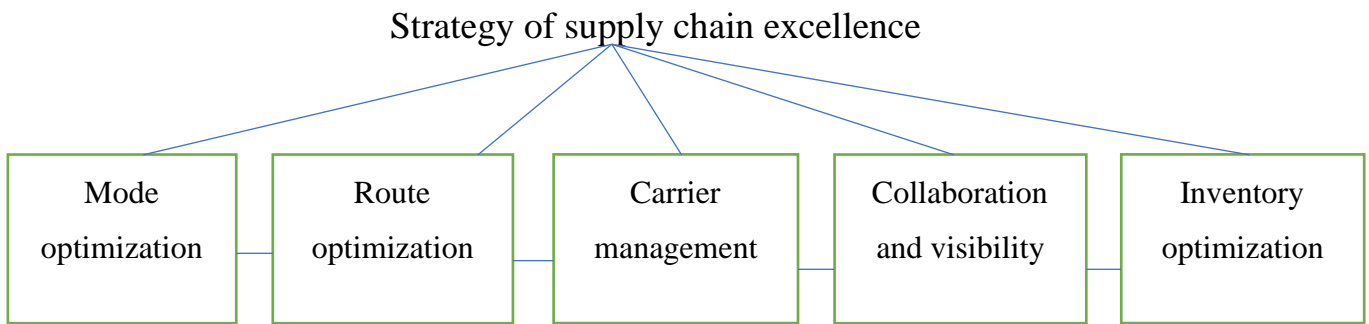 Strategy of supply chain excellence
Mode
optimization
Route
optimization
Carrier
management
Collaboration
and visibility
Inventory
optimization